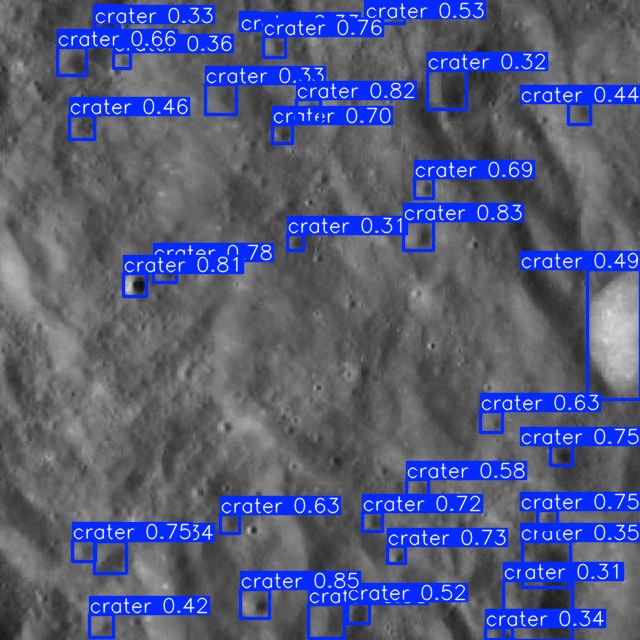 crater 0.33
crater 0.53
crater 0.76
crater 0.66
0.36
crater 0.32
crater 0.33
crater 0.82
crater 0.44
crater 0.46
crater 0.70
crater 0.69
crater 0.83
crater 0.31
crater 0.78
crater 0.81
crater 0.49
crater 0.63
crater 0.75
crater 0.58
crater 0.63
crater 0.72
crater 0.75
crater 0.7534
crater 0.73
crater 0.35
crater 0.31
crater 0.85
crater 0.52
crater 0.42
crater 0.34